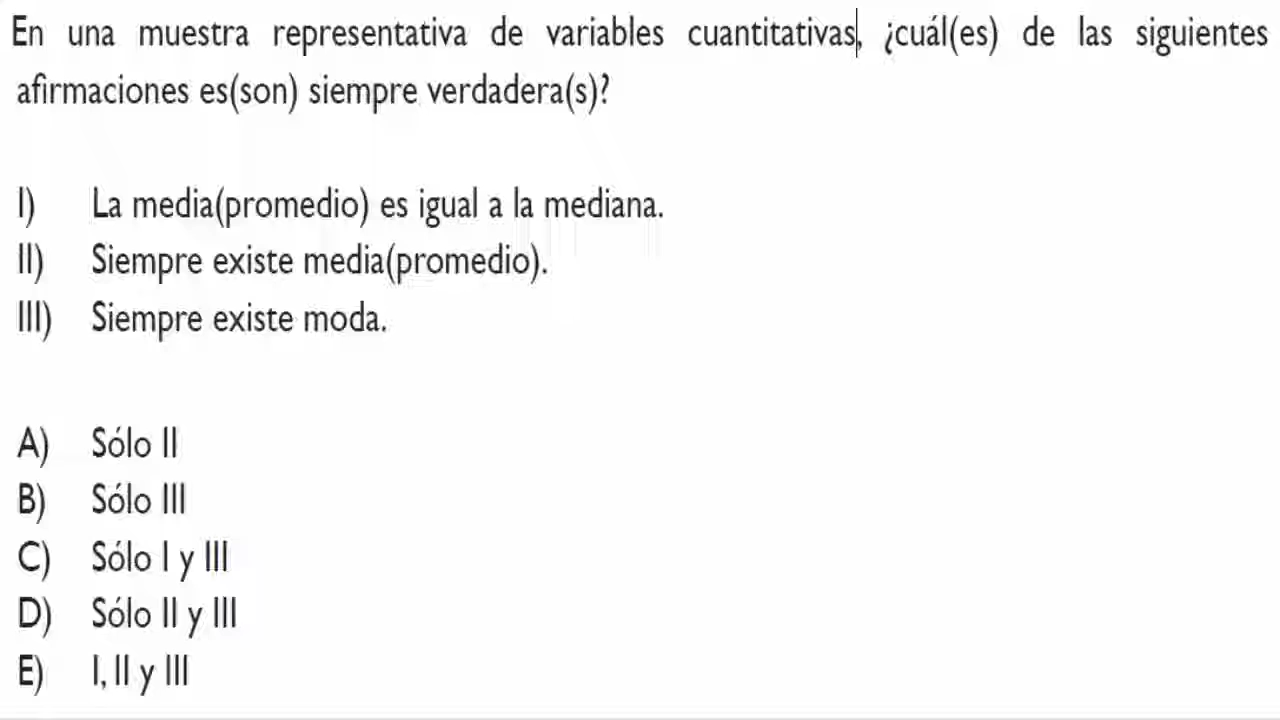 En una muestra representativa de variables cuantitativas, ¿cuál(es) de las siguientes
afirmaciones es(son) siempre verdadera(s)?
I) La media(promedio) es igual a la mediana.
II) Siempre existe media(promedio).
III) Siempre existe moda.
A) Sólo II
B) Sólo III
C) Sólo I y III
D) Sólo II y III
E) I, II y III